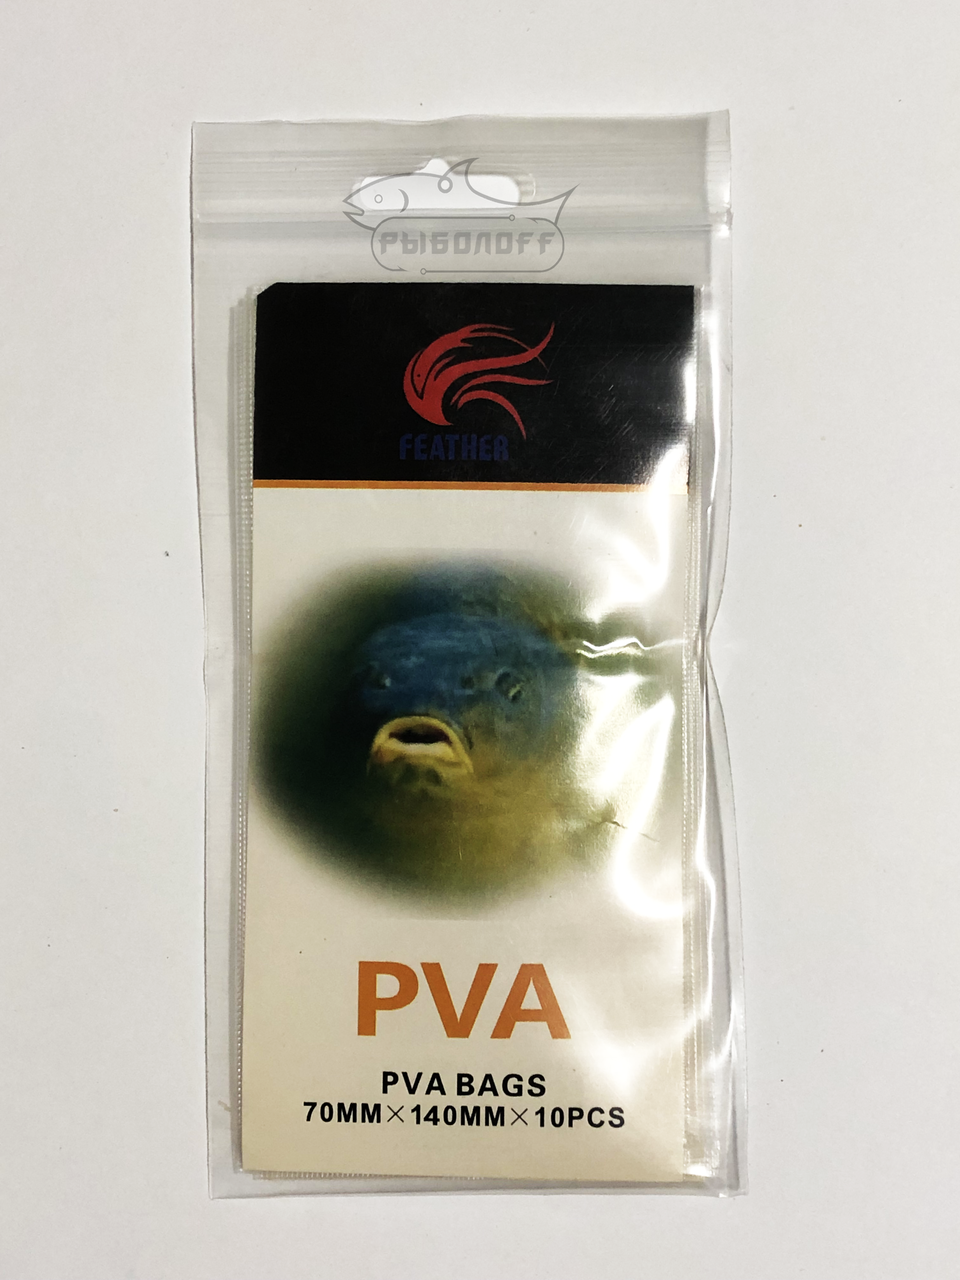 РЫБОЛОFF
FEATHER
PVA
PVA BAGS
70MM×140MM×10PCS